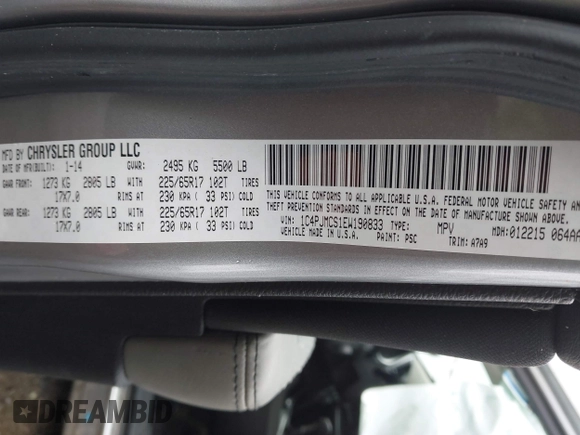 MFD BY CHRYSLER GROUP LLC
DATE OF MFR(BUILT): 1-14 GVWR: 2495 KG 5500 LB
GAWR FRONT: 1273 KG 2805 LB WITH 225/65R17 102T TIRES
17X7.0 RIMS AT 230 KPA ( 33 PSI) COLD
GAWR REAR: 1273 KG 2805 LB WITH 225/65R17 102T TIRES
17X7.0 RIMS AT 230 KPA ( 33 PSI) COLD
THIS VEHICLE CONFORMS TO ALL APPLICABLE U.S.A. FEDERAL MOTOR VEHICLE SAFETY, BUMPER AND
THEFT PREVENTION STANDARDS IN EFFECT ON THE DATE OF MANUFACTURE SHOWN ABOVE.
VIN: 1C4PJMCS1EW190833 TYPE: MPV MDH: 012215 064AA
VEHICLE MADE IN U.S.A. PAINT: PSC TRIM: A7A9
DREAMBID